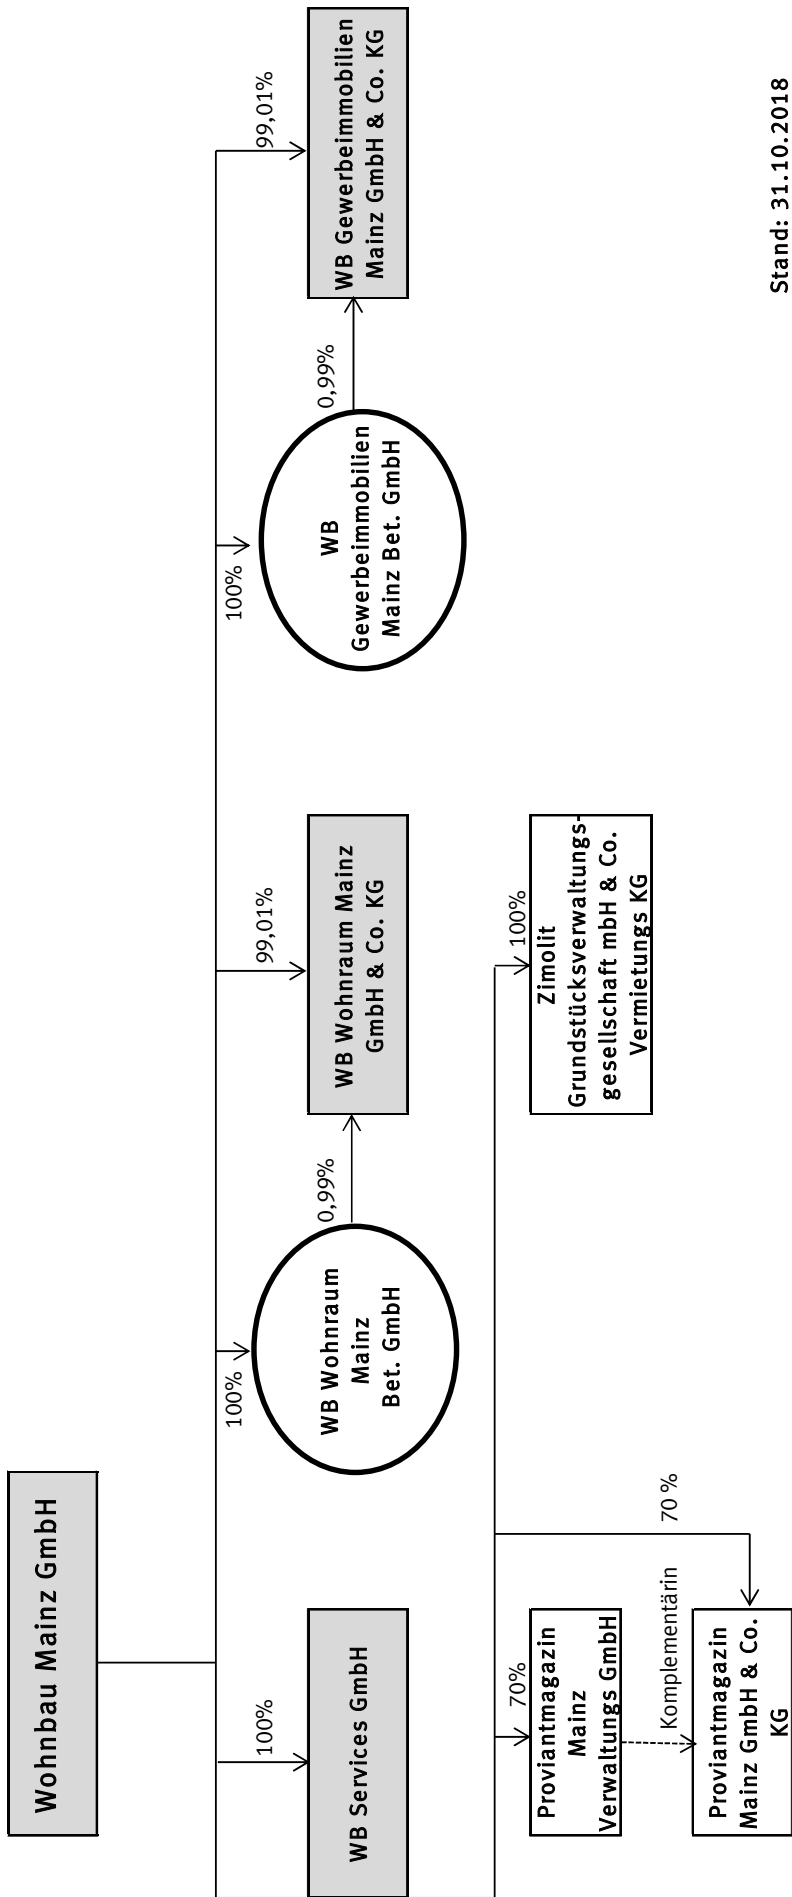 Wohnbau Mainz GmbH
100%
100%
99,01%
100%
99,01%
WB Services GmbH
WB Wohnraum
Mainz
Bet. GmbH
0,99%
WB Wohnraum Mainz
GmbH & Co. KG
WB
Gewerbeimmobilien
Mainz Bet. GmbH
0,99%
WB Gewerbeimmobilien
Mainz GmbH & Co. KG
70%
100%
Proviantmagazin
Mainz
Verwaltungs GmbH
Zimolit
Grundstücksverwaltungs-
gesellschaft mbH & Co.
Vermietungs KG
Komplementärin
70 %
Proviantmagazin
Mainz GmbH & Co.
KG
Stand: 31.10.2018